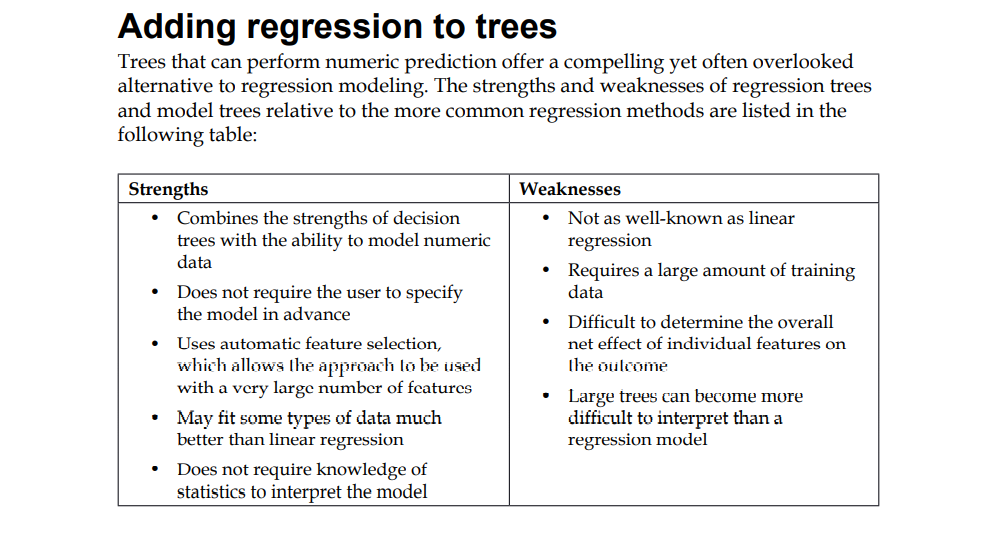 Adding regression to trees
Trees that can perform numeric prediction offer a compelling yet often overlooked
alternative to regression modeling. The strengths and weaknesses of regression trees
and model trees relative to the more common regression methods are listed in the
following table:
Strengths
• Combines the strengths of decision
trees with the ability to model numeric
data
• Does not require the user to specify
the model in advance
• Uses automatic feature selection,
which allows the approach to be used
with a very large number of features
• May fit some types of data much
better than linear regression
• Does not require knowledge of
statistics to interpret the model
Weaknesses
• Not as well-known as linear
regression
• Requires a large amount of training
data
• Difficult to determine the overall
net effect of individual features on
the outcome
• Large trees can become more
difficult to interpret than a
regression model